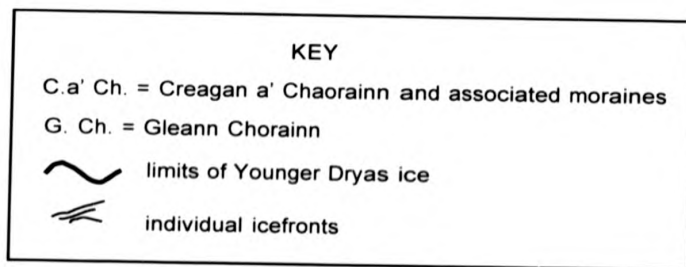 KEY
C.a' Ch. = Creagan a' Chaorainn and associated moraines
G. Ch. = Gleann Chorainn
limits of Younger Dryas ice
individual icefronts